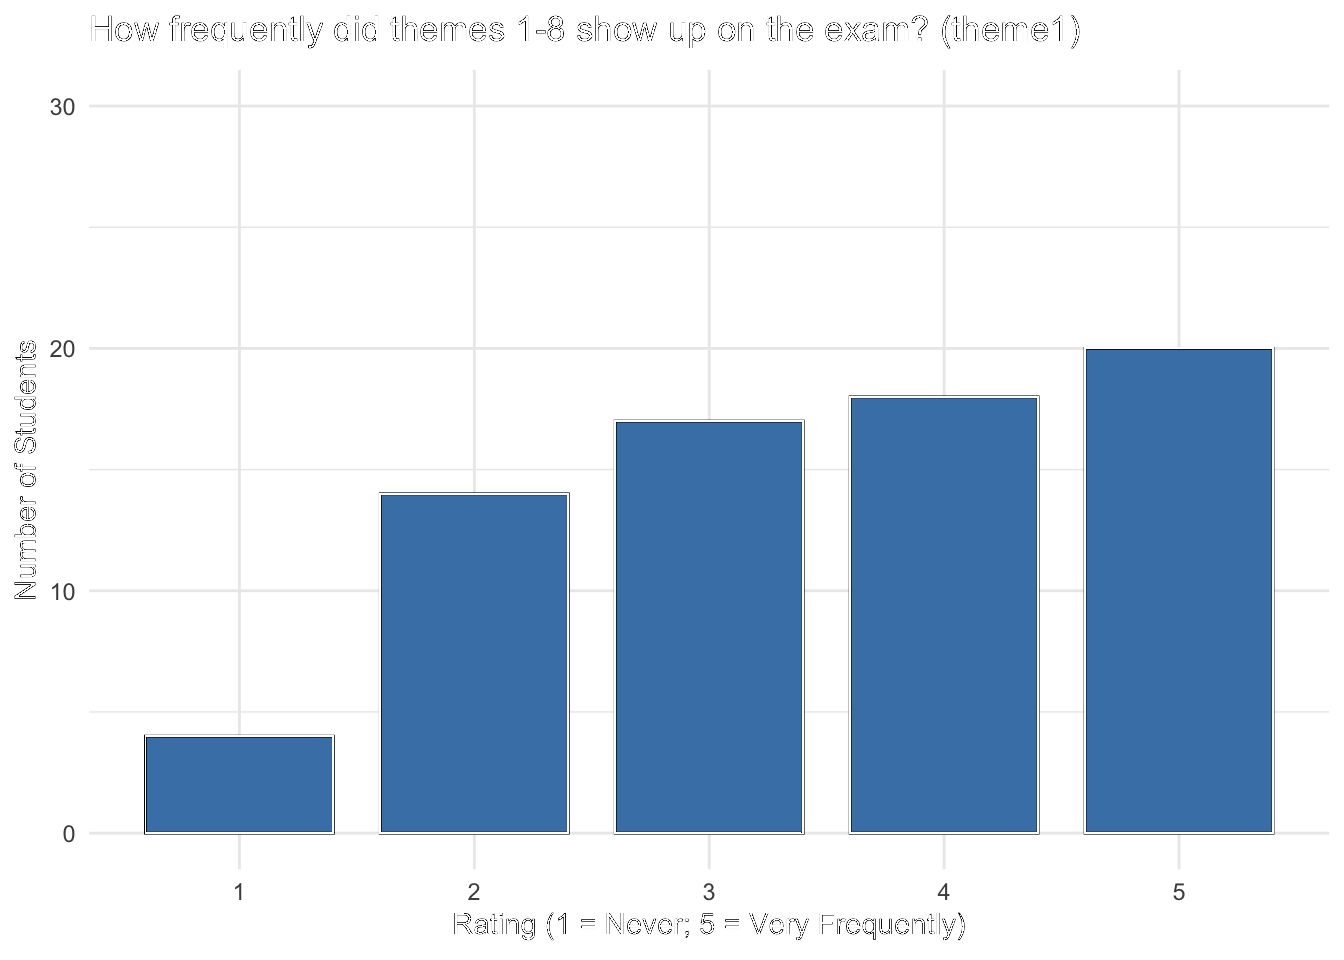 How frequently did themes 1-8 show up on the exam? (theme1)
30
20
10
0
Number of Students
1 2 3 4 5
Rating (1 = Never; 5 = Very Frequently)